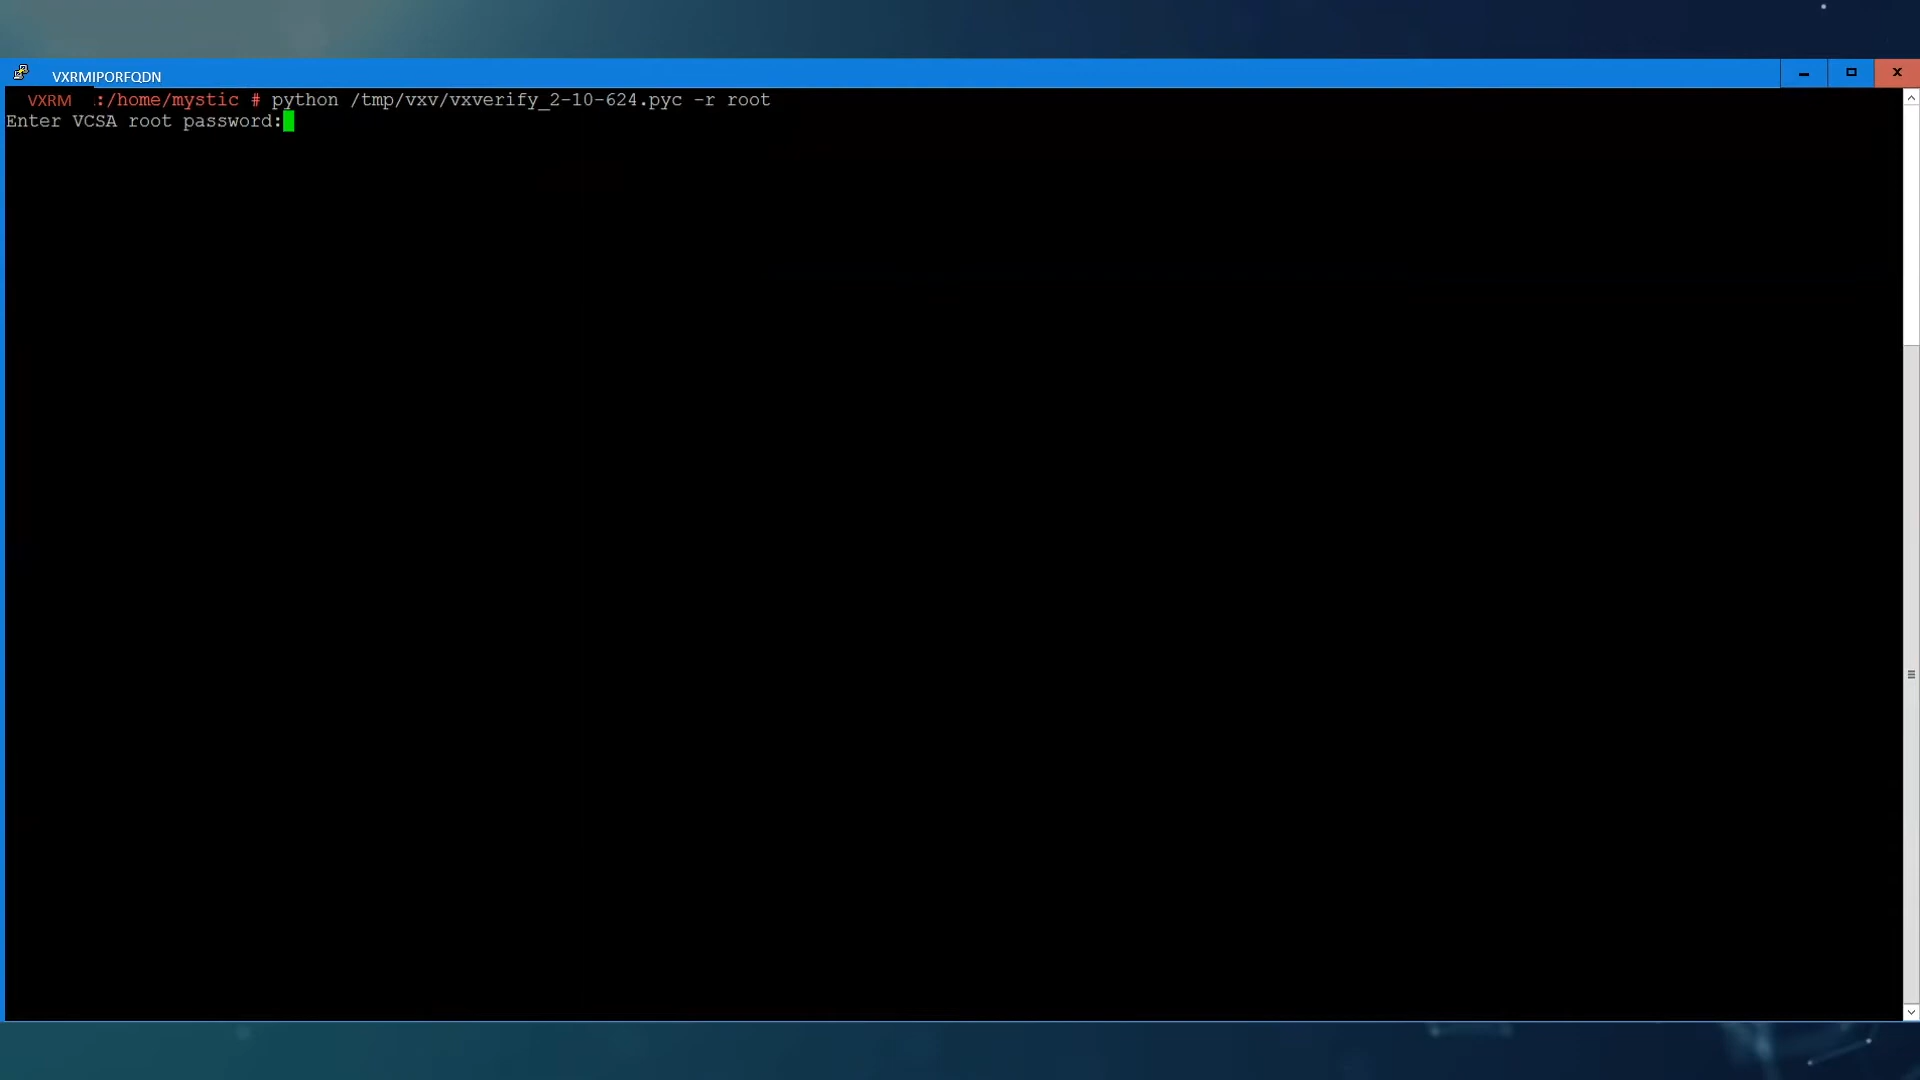 VXRMIPORFQDN
VXRM :/home/mystic # python /tmp/vxv/vxverify_2-10-624.pyc -r root
Enter VCSA root password: